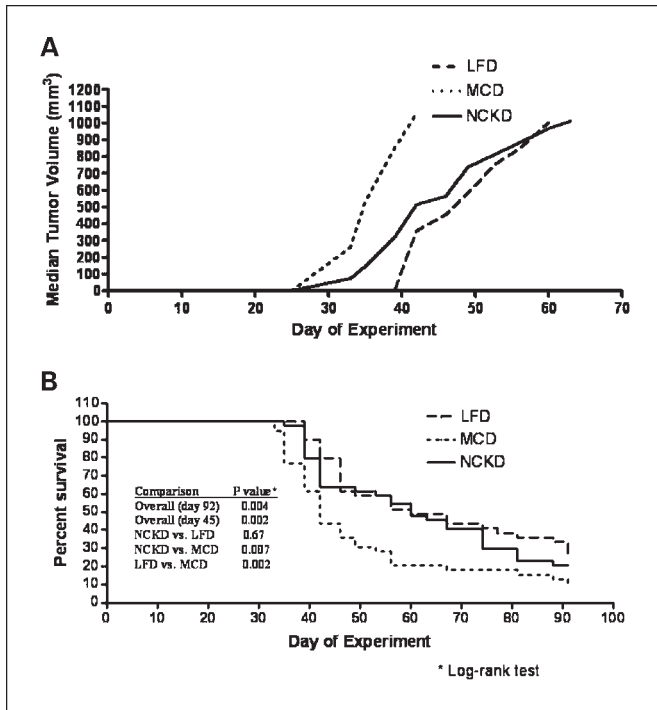 A
LFD
MCD
NCKD
Median Tumor Volume (mm³)
1200
1100
1000
900
800
700
600
500
400
300
200
100
0
0 10 20 30 40 50 60 70
Day of Experiment
B
LFD
MCD
NCKD
Percent survival
110
100
90
80
70
60
50
40
30
20
10
0
Comparison P value*
Overall (day 92) 0.004
Overall (day 45) 0.002
NCKD vs. LFD 0.67
NCKD vs. MCD 0.007
LFD vs. MCD 0.002
0 10 20 30 40 50 60 70 80 90 100
Day of Experiment
* Log-rank test